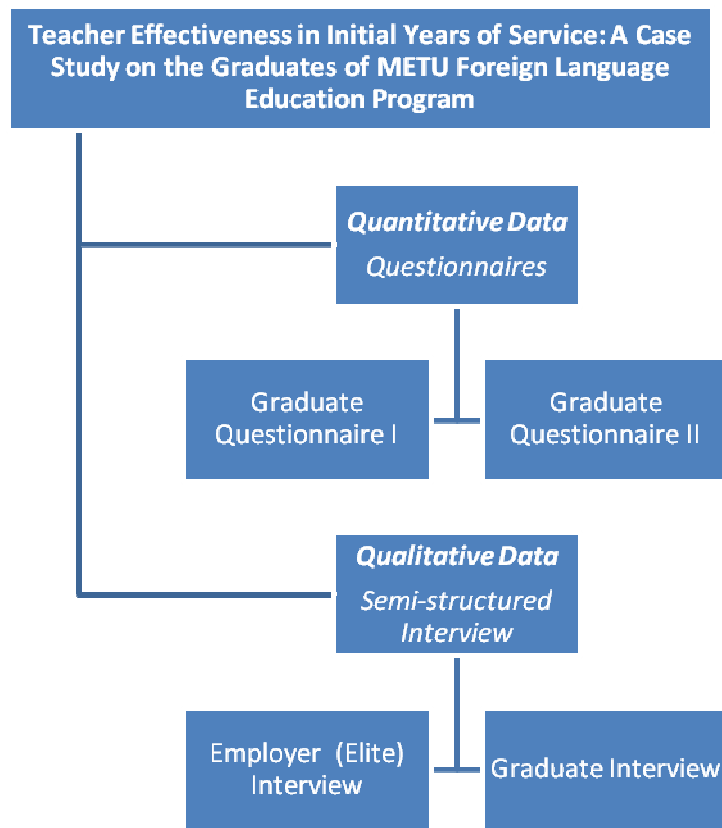 Teacher Effectiveness in Initial Years of Service: A Case
Study on the Graduates of METU Foreign Language
Education Program
Quantitative Data
Questionnaires
Graduate
Questionnaire I
Graduate
Questionnaire II
Qualitative Data
Semi-structured
Interview
Employer (Elite)
Interview
Graduate Interview